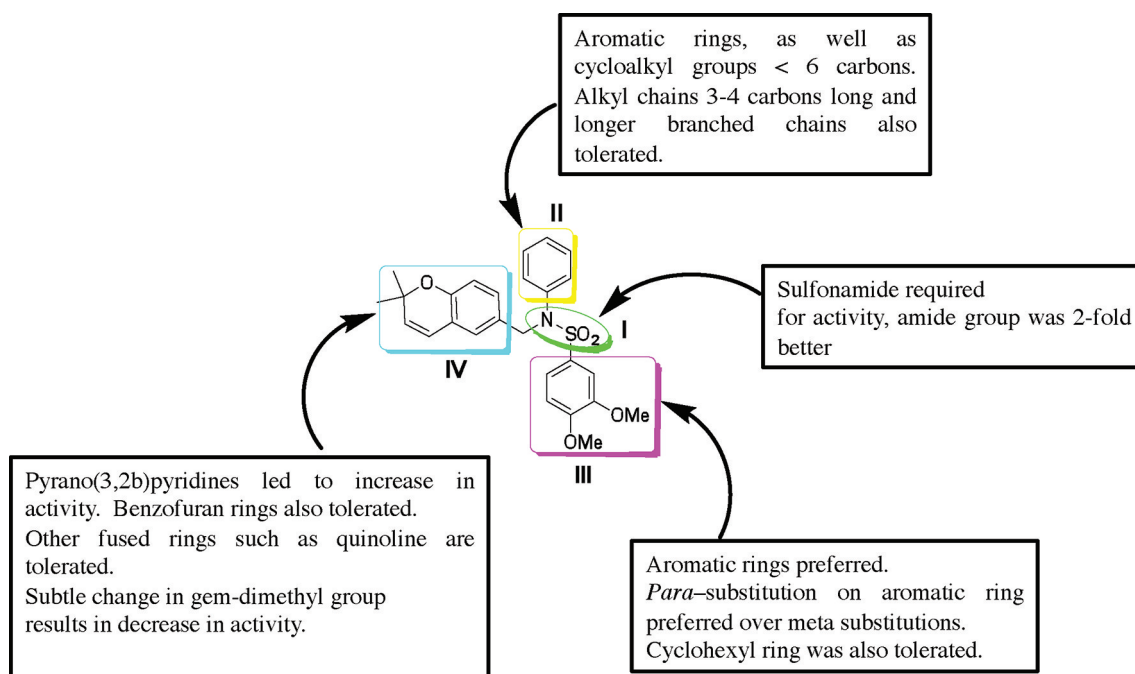 Aromatic rings, as well as
cycloalkyl groups < 6 carbons.
Alkyl chains 3-4 carbons long and
longer branched chains also
tolerated.
II
O
N
SO2
I
IV
OMe
OMe
III
Sulfonamide required
for activity, amide group was 2-fold
better
Pyrano(3,2b)pyridines led to increase in
activity. Benzofuran rings also tolerated.
Other fused rings such as quinoline are
tolerated.
Subtle change in gem-dimethyl group
results in decrease in activity.
Aromatic rings preferred.
Para–substitution on aromatic ring
preferred over meta substitutions.
Cyclohexyl ring was also tolerated.